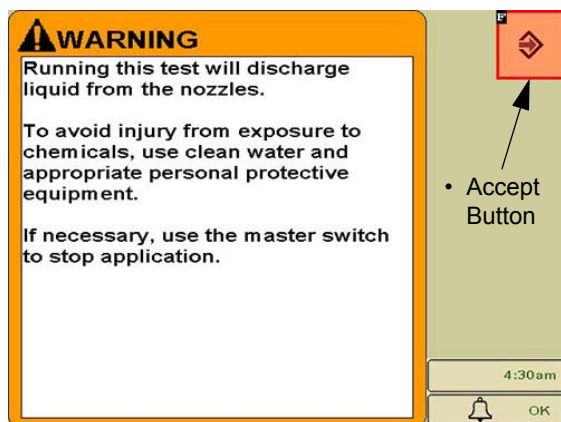 WARNING
Running this test will discharge
liquid from the nozzles.
To avoid injury from exposure to
chemicals, use clean water and
appropriate personal protective
equipment.
If necessary, use the master switch
to stop application.
• Accept
Button
4:30am
OK